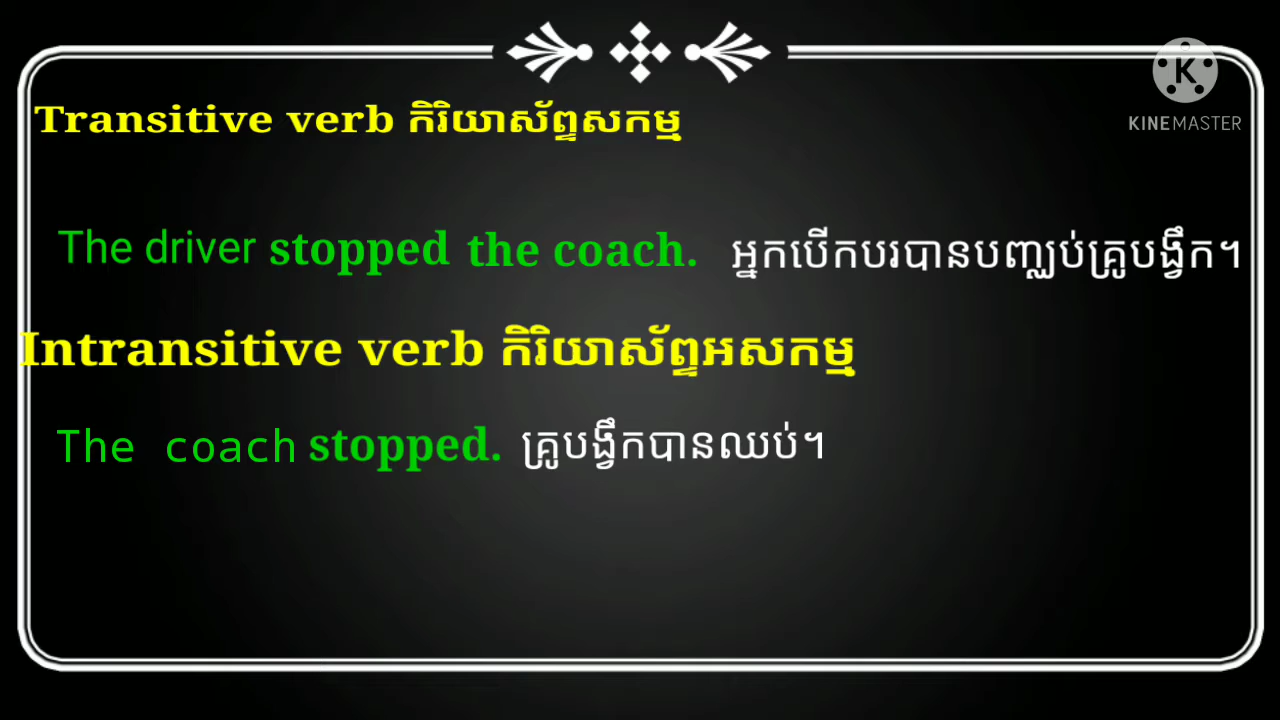 KINEMASTER
Transitive verb កិរិយាស័ព្ទសកម្ម
The driver stopped the coach. អ្នកបើកបរបានបញ្ឈប់គ្រូបង្វឹក។
Intransitive verb កិរិយាស័ព្ទអសកម្ម
The coach stopped. គ្រូបង្វឹកបានឈប់។